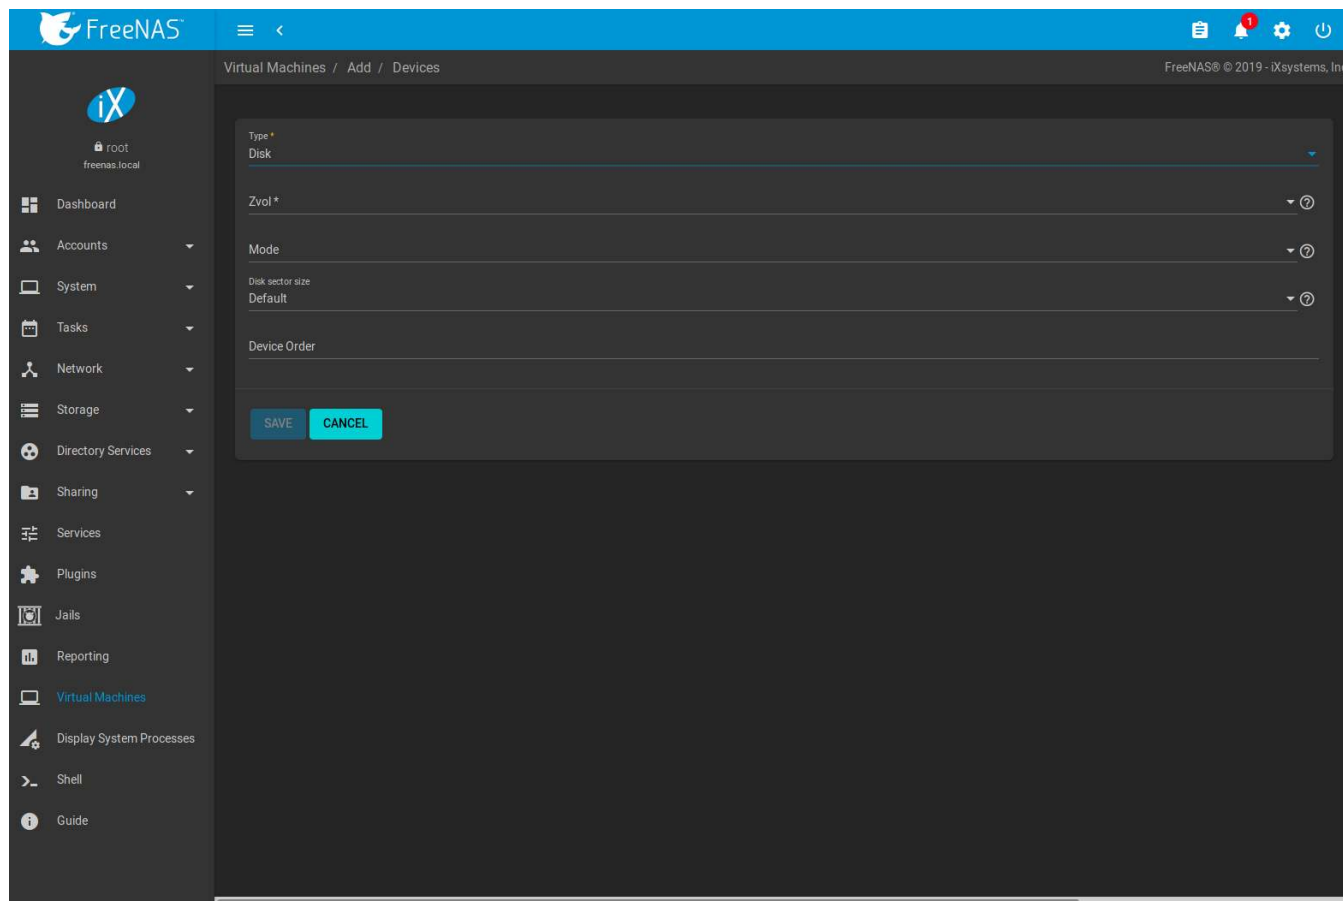 FreeNAS™
1
Virtual Machines / Add / Devices
FreeNAS® © 2019 - iXsystems, Inc
iX
root
freenas.local
Dashboard
Accounts
System
Tasks
Network
Storage
Directory Services
Sharing
Services
Plugins
Jails
Reporting
Virtual Machines
Display System Processes
Shell
Guide
Type *
Disk
Zvol *
Mode
Disk sector size
Default
Device Order
SAVE CANCEL